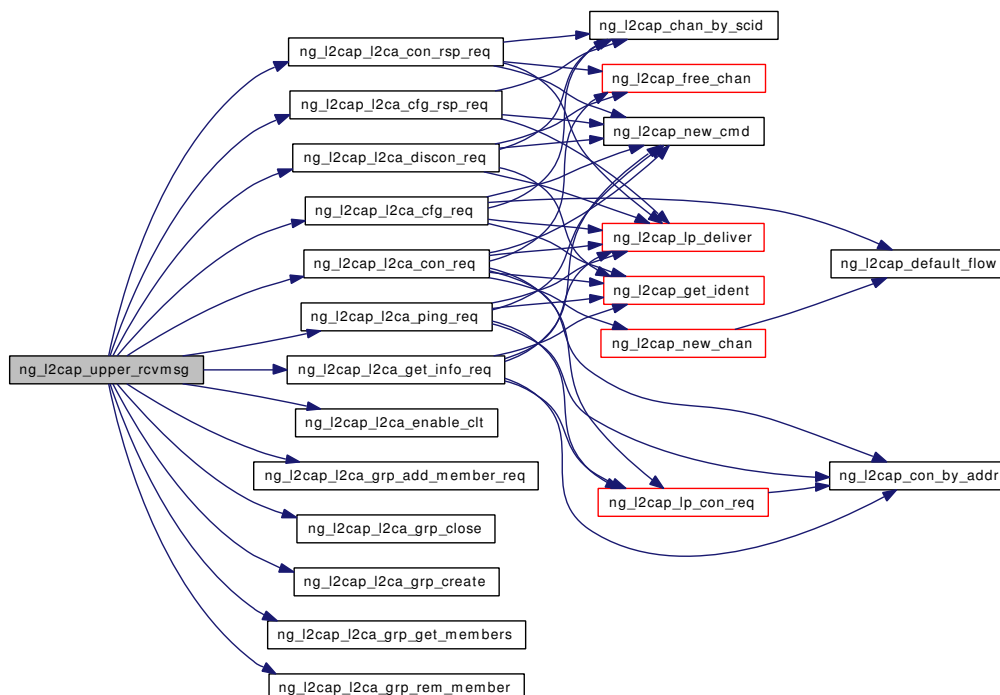 ng_l2cap_upper_rcvmsg
ng_l2cap_l2ca_con_rsp_req
ng_l2cap_l2ca_cfg_rsp_req
ng_l2cap_l2ca_discon_req
ng_l2cap_l2ca_cfg_req
ng_l2cap_l2ca_con_req
ng_l2cap_l2ca_ping_req
ng_l2cap_l2ca_get_info_req
ng_l2cap_l2ca_enable_clt
ng_l2cap_l2ca_grp_add_member_req
ng_l2cap_l2ca_grp_close
ng_l2cap_l2ca_grp_create
ng_l2cap_l2ca_grp_get_members
ng_l2cap_l2ca_grp_rem_member
ng_l2cap_chan_by_scid
ng_l2cap_free_chan
ng_l2cap_new_cmd
ng_l2cap_lp_deliver
ng_l2cap_get_ident
ng_l2cap_new_chan
ng_l2cap_lp_con_req
ng_l2cap_default_flow
ng_l2cap_con_by_addr